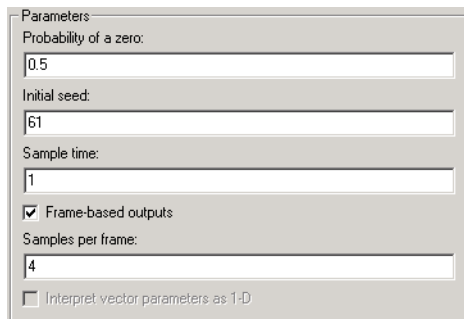 Parameters
Probability of a zero:
0.5
Initial seed:
61
Sample time:
1
Frame-based outputs
Samples per frame:
4
Interpret vector parameters as 1-D